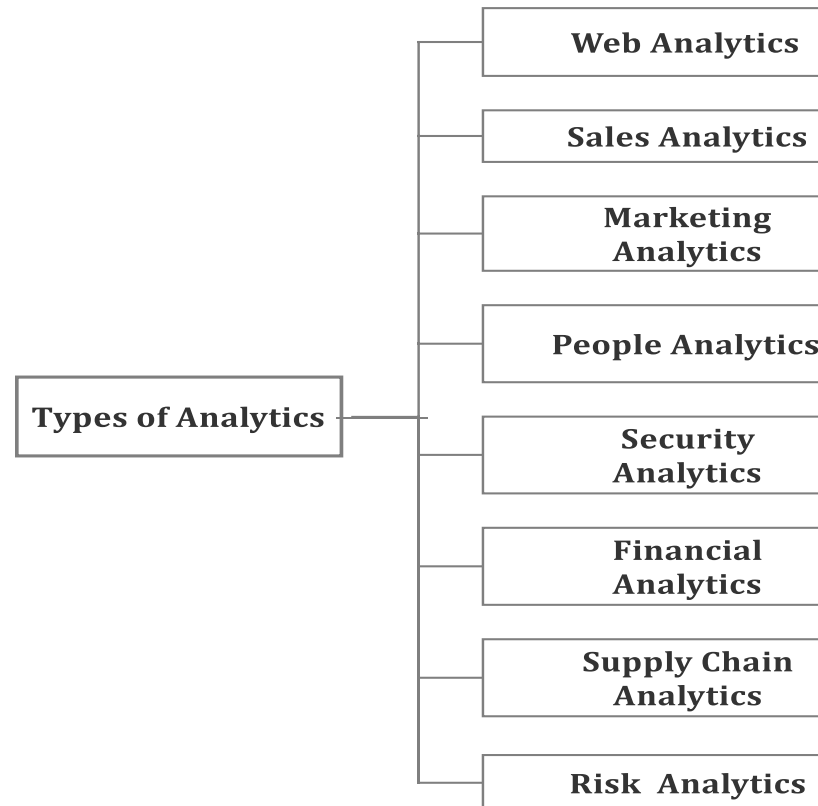 Web Analytics
Sales Analytics
Marketing
Analytics
People Analytics
Types of Analytics
Security
Analytics
Financial
Analytics
Supply Chain
Analytics
Risk  Analytics